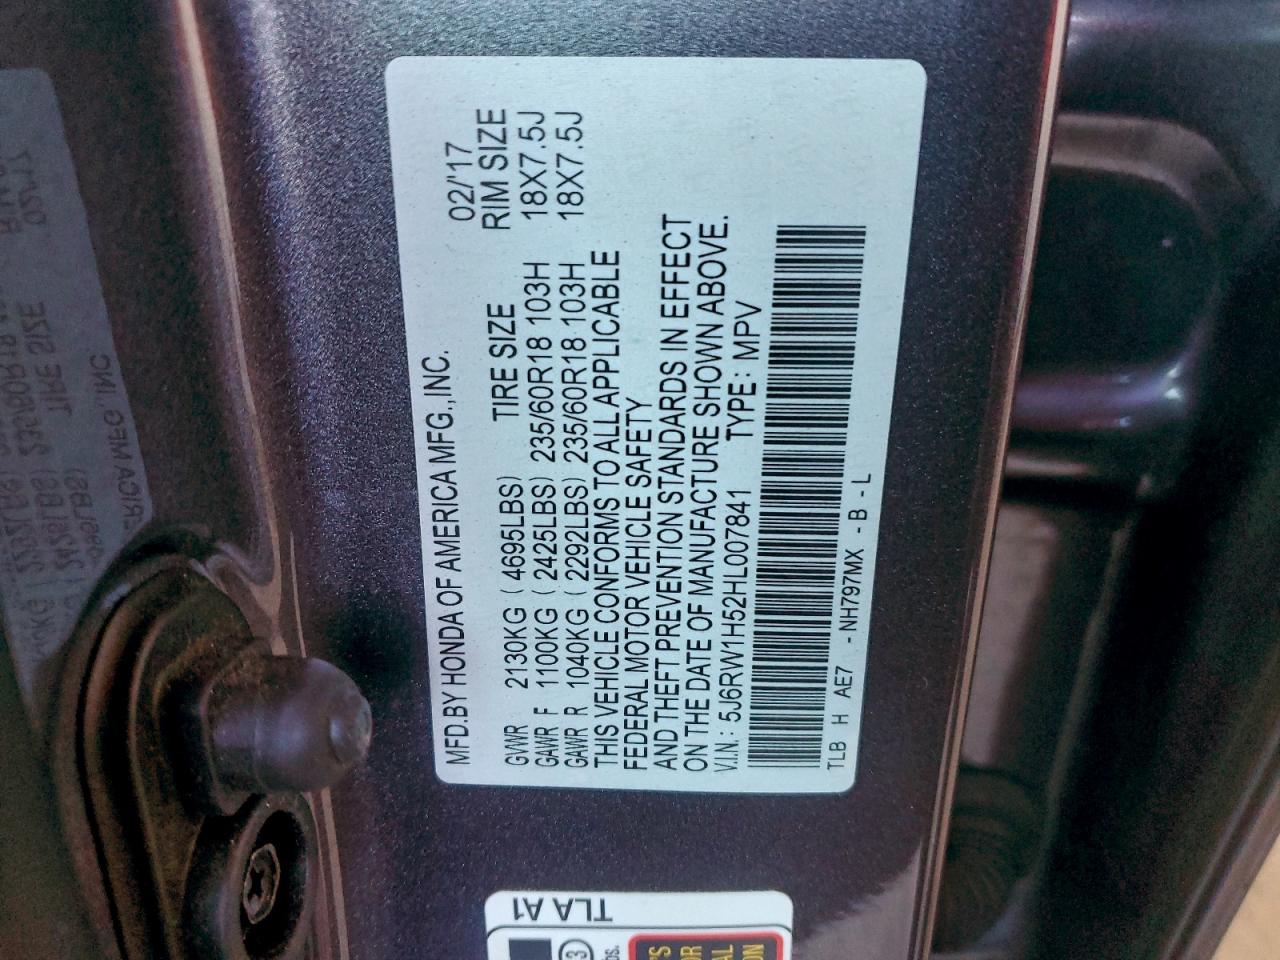 MFD.BY HONDA OF AMERICA MFG.,INC. 02/'17
TIRE SIZE RIM SIZE
GVWR 2130KG ( 4695LBS)
GAWR F 1100KG ( 2425LBS) 235/60R18 103H 18X7.5J
GAWR R 1040KG ( 2292LBS) 235/60R18 103H 18X7.5J
THIS VEHICLE CONFORMS TO ALL APPLICABLE
FEDERAL MOTOR VEHICLE SAFETY
AND THEFT PREVENTION STANDARDS IN EFFECT
ON THE DATE OF MANUFACTURE SHOWN ABOVE.
V.I.N.: 5J6RW1H52HL007841 TYPE : MPV
TLB H AE7 - NH797MX - B - L
TLA A1